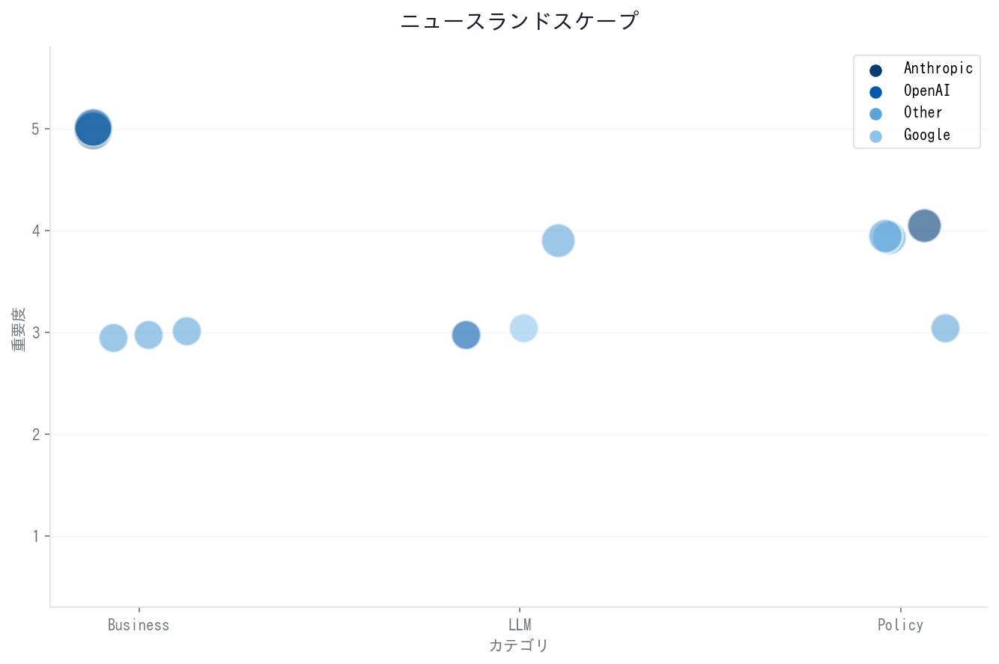 ニュースランドスケープ
Anthropic
OpenAI
Other
Google
重要度
5
4
3
2
1
Business
LLM
Policy
カテゴリ